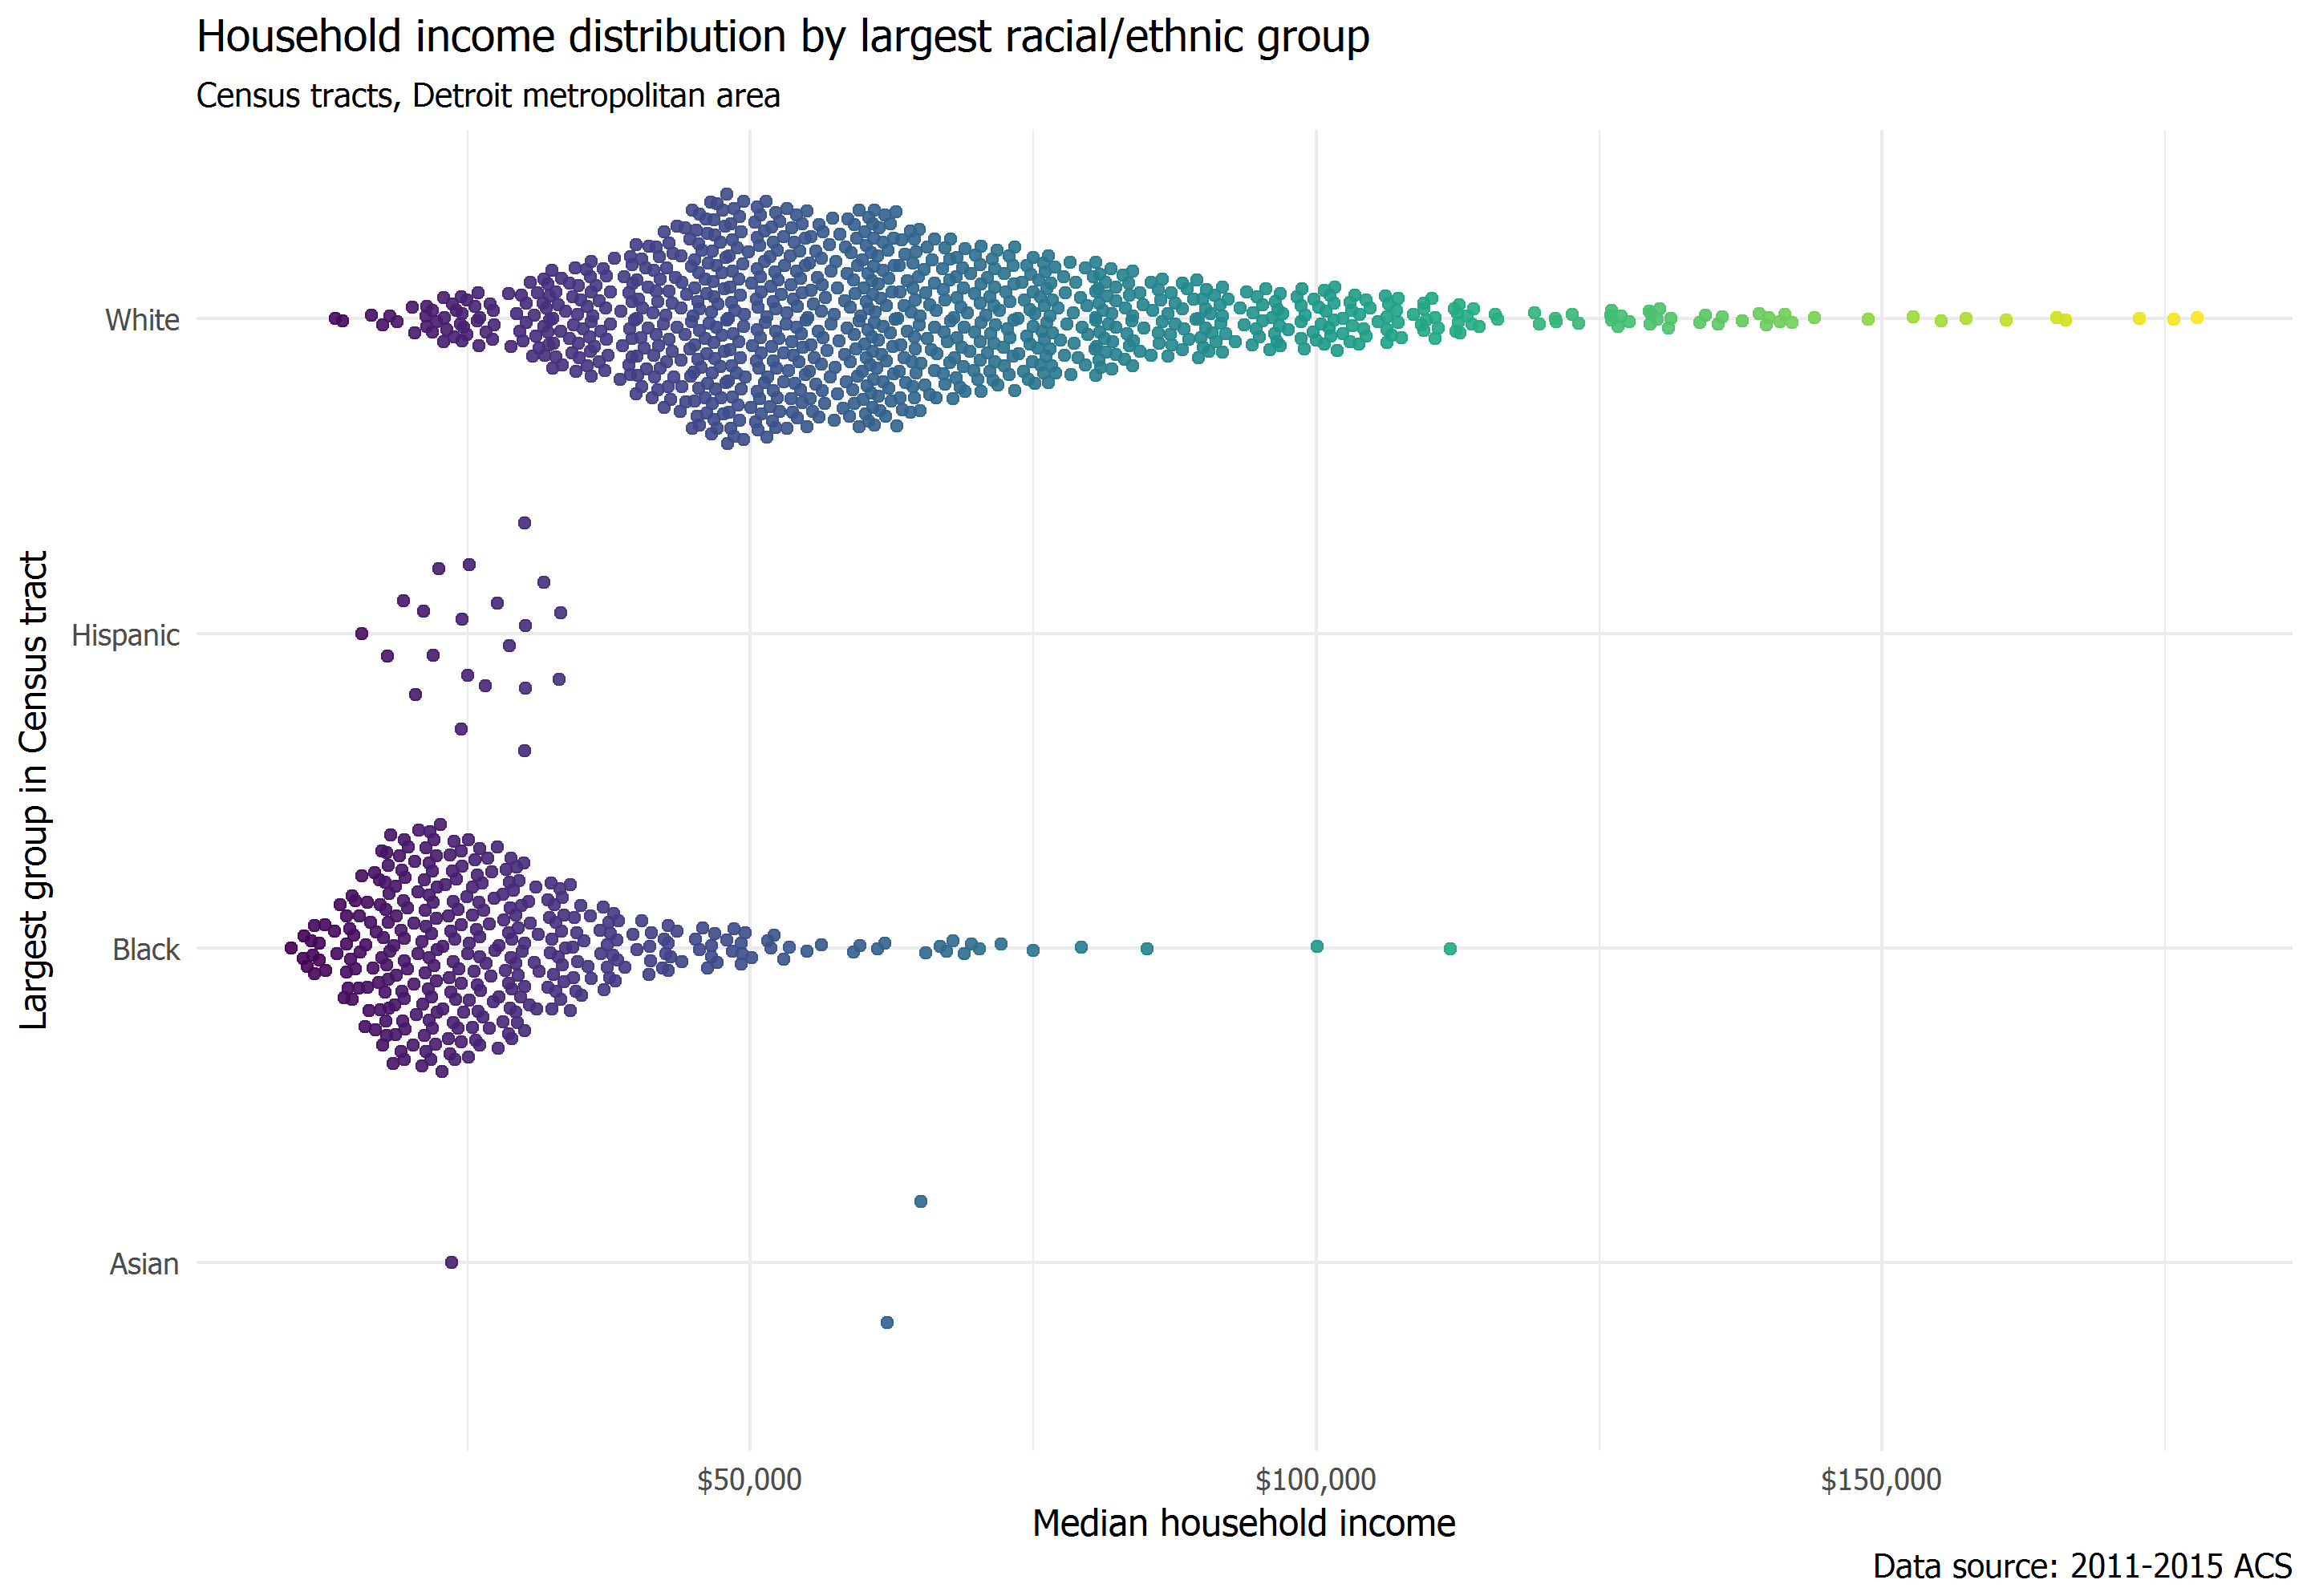 Household income distribution by largest racial/ethnic group
Census tracts, Detroit metropolitan area
Largest group in Census tract
White
Hispanic
Black
Asian
$50,000
$100,000
$150,000
Median household income
Data source: 2011-2015 ACS